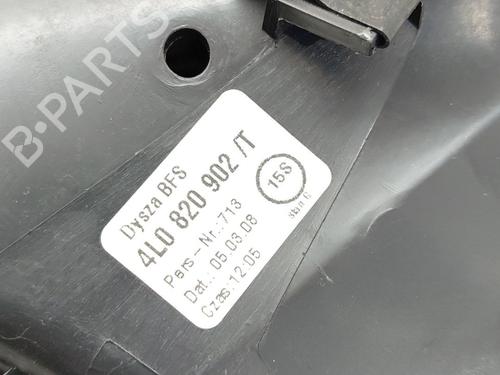 B-PARTS
Dysza BFS
4L0 820 902 /T
Pers-Nr.:713
Dat.: 05.03.08
Czas:12:05
15S